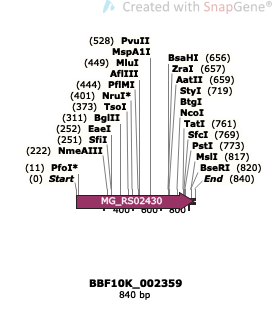 Created with SnapGene®
(528) PvuII
MspA1I
(449) MluI
AflIII
(444) PflMI
(401) NruI*
(373) TsoI
(311) BglII
(252) EaeI
(251) SfiI
(222) NmeAIII
(11) PfoI*
(0) Start
BsaHI (656)
ZraI (657)
AatII (659)
StyI (719)
BtgI
NcoI
TatI (761)
SfcI (769)
PstI (773)
MslI (817)
BseRI (820)
End (840)
MG_RS02430
400 600 800
BBF10K_002359
840 bp